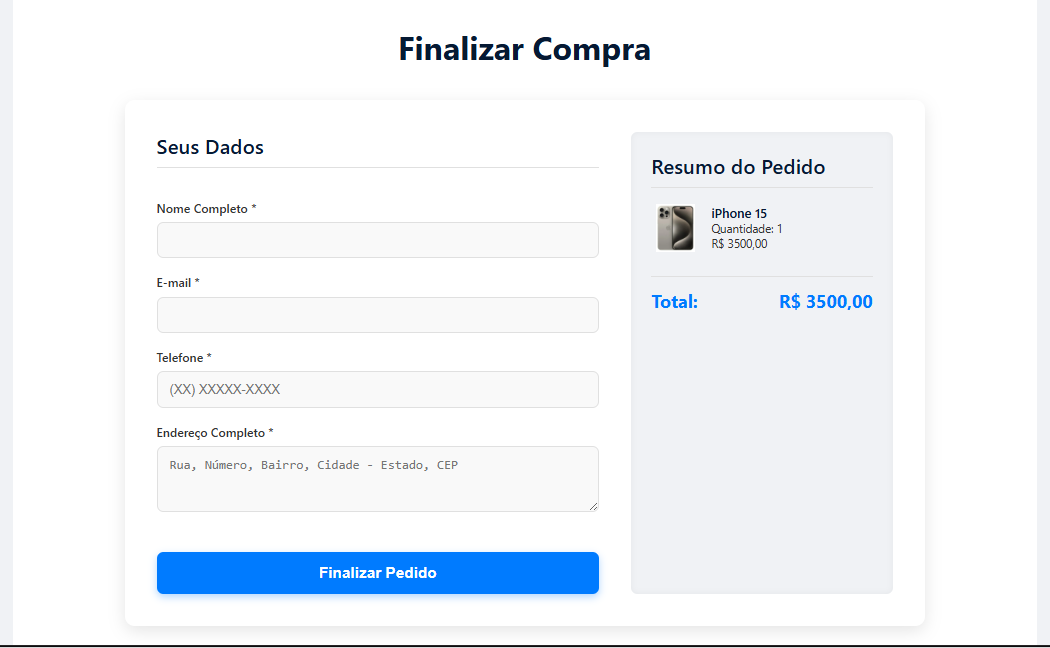 Finalizar Compra
Seus Dados
Nome Completo *
E-mail *
Telefone *
(XX) XXXXX-XXXX
Endereço Completo *
Rua, Número, Bairro, Cidade - Estado, CEP
Finalizar Pedido
Resumo do Pedido
iPhone 15
Quantidade: 1
R$ 3500,00
Total: R$ 3500,00